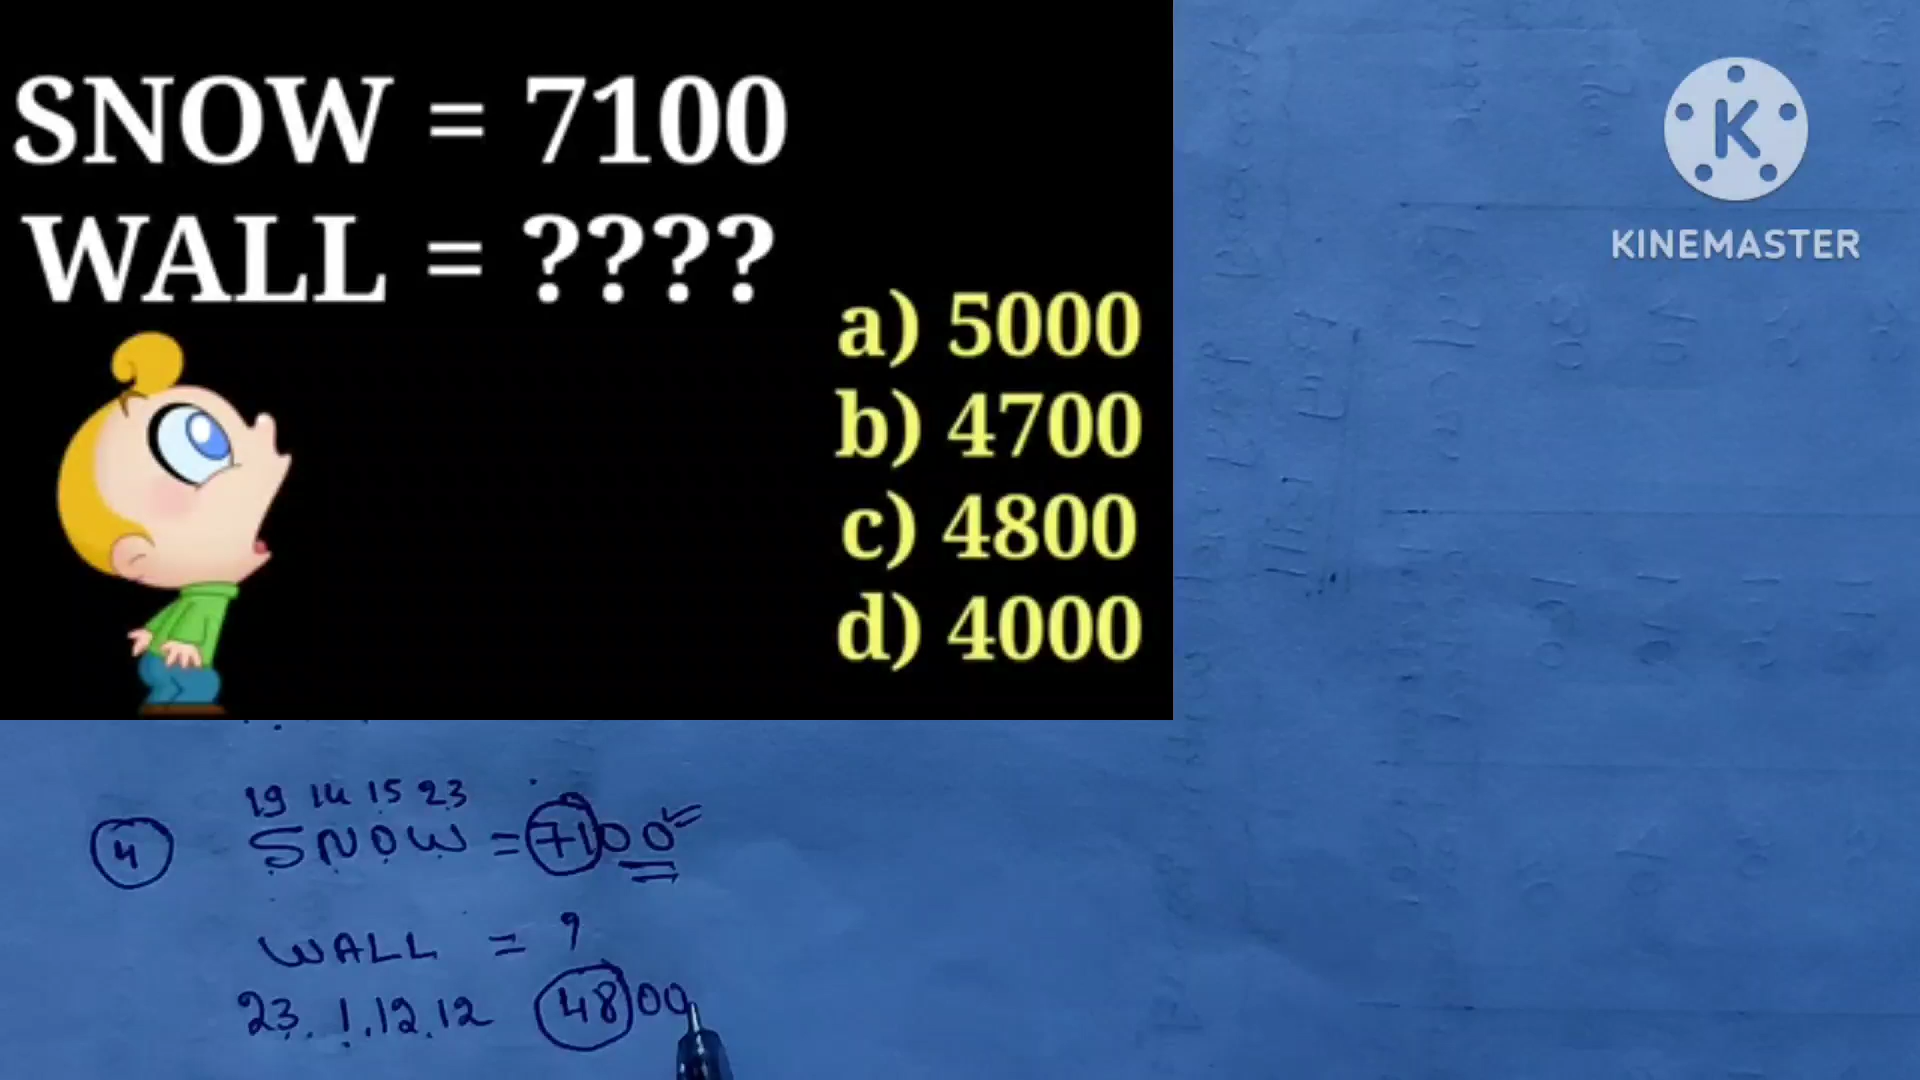 SNOW = 7100
WALL = ????
a) 5000
b) 4700
c) 4800
d) 4000
K
KINEMASTER
19 14 15 23
4 SNOW = 7100
WALL = ?
23. 1.12.12 4800